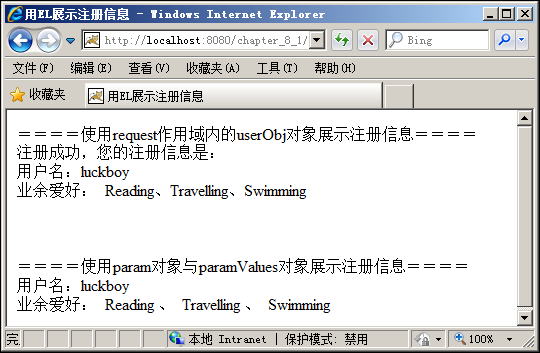 用EL展示注册信息 - Windows Internet Explorer
http://localhost:8080/chapter_8_1/
Bing
文件(F) 编辑(E) 查看(V) 收藏夹(A) 工具(T) 帮助(H)
收藏夹 用EL展示注册信息
====使用request作用域内的userObj对象展示注册信息====
注册成功，您的注册信息是：
用户名：luckboy
业余爱好： Reading、Travelling、Swimming
====使用param对象与paramValues对象展示注册信息====
用户名：luckboy
业余爱好： Reading 、 Travelling 、 Swimming
完 本地 Intranet | 保护模式: 禁用 100%